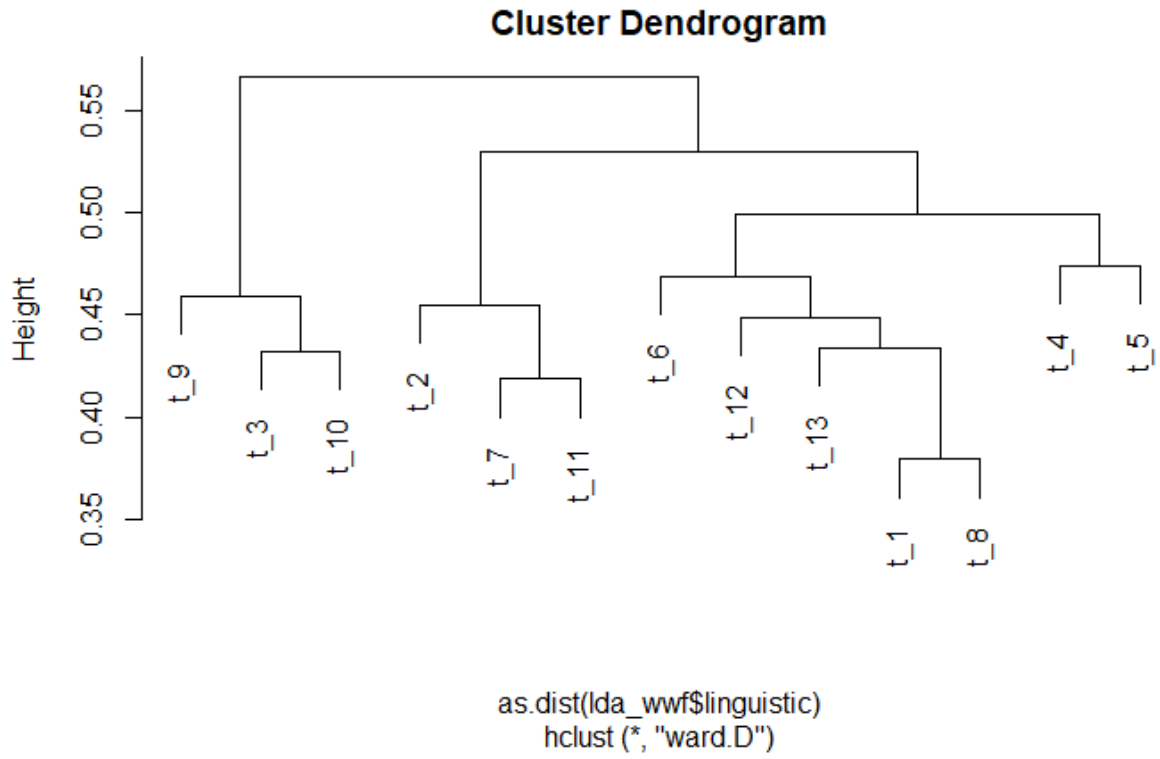 Cluster Dendrogram
Height
0.55
0.50
0.45
0.40
0.35
t_9
t_3
t_10
t_2
t_7
t_11
t_6
t_12
t_13
t_1
t_8
t_4
t_5
as.dist(lda_wwf$linguistic)
hclust (*, "ward.D")